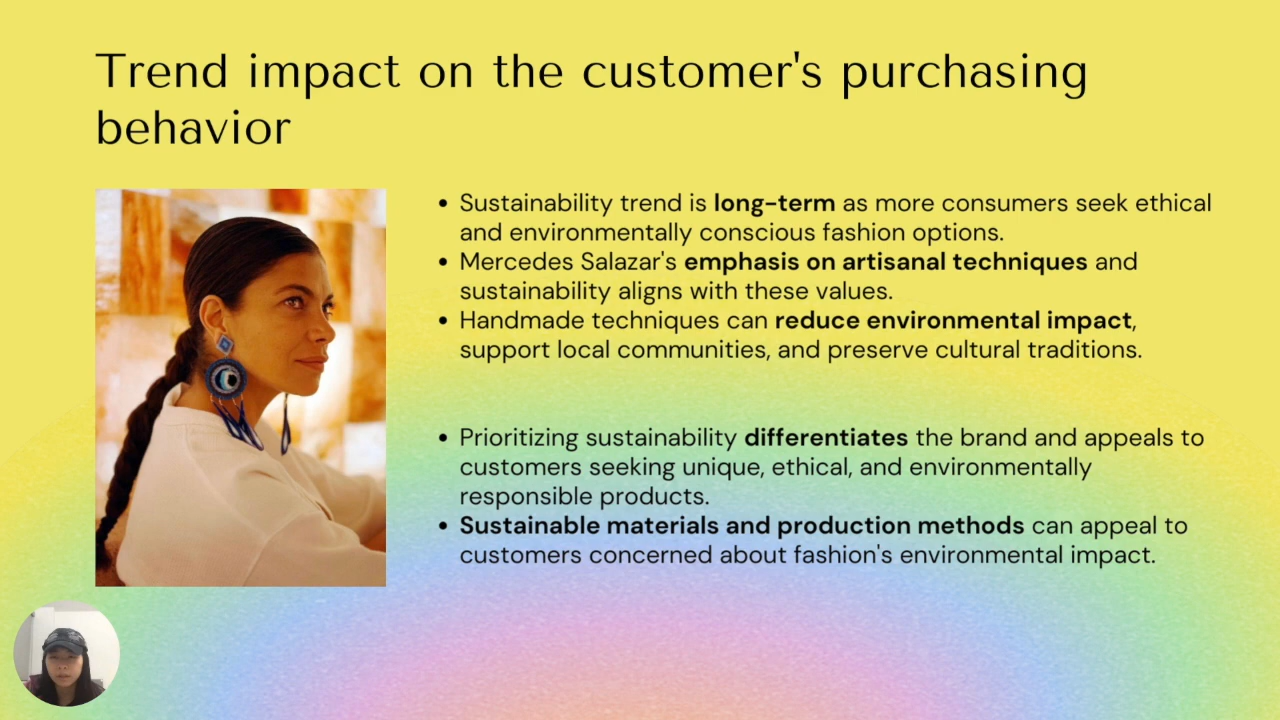 Trend impact on the customer's purchasing
behavior
• Sustainability trend is long-term as more consumers seek ethical
and environmentally conscious fashion options.
• Mercedes Salazar's emphasis on artisanal techniques and
sustainability aligns with these values.
• Handmade techniques can reduce environmental impact,
support local communities, and preserve cultural traditions.
• Prioritizing sustainability differentiates the brand and appeals to
customers seeking unique, ethical, and environmentally
responsible products.
• Sustainable materials and production methods can appeal to
customers concerned about fashion's environmental impact.